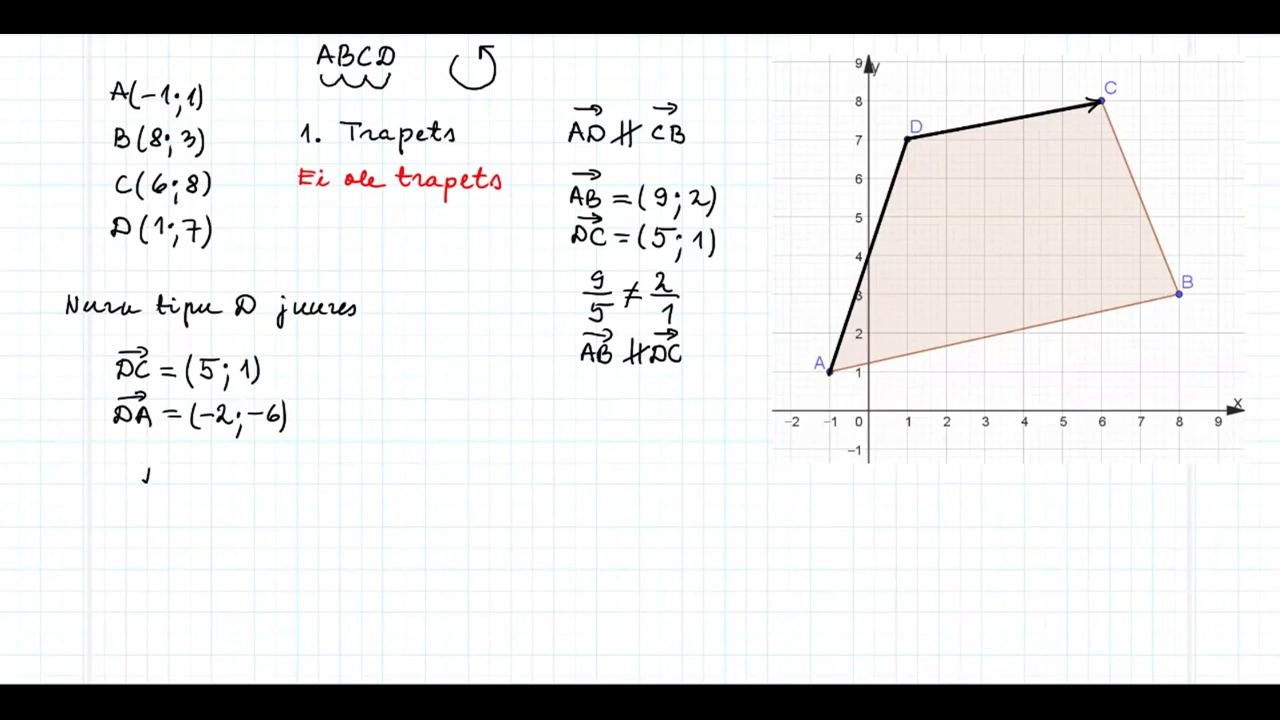 ABCD
A(-1;1)
B(8;3)
C(6;8)
D(1;7)
1. Trapets
Ei ole trapets
AD ∦ CB
AB = (9;2)
DC = (5;1)
9/5 ≠ 2/1
AB ∦ DC
Nurn tipu D juures
DC = (5;1)
DA = (-2;-6)
y
9
8
7
6
5
4
3
2
1
-1
-2 -1 0 1 2 3 4 5 6 7 8 9
x
A
B
C
D